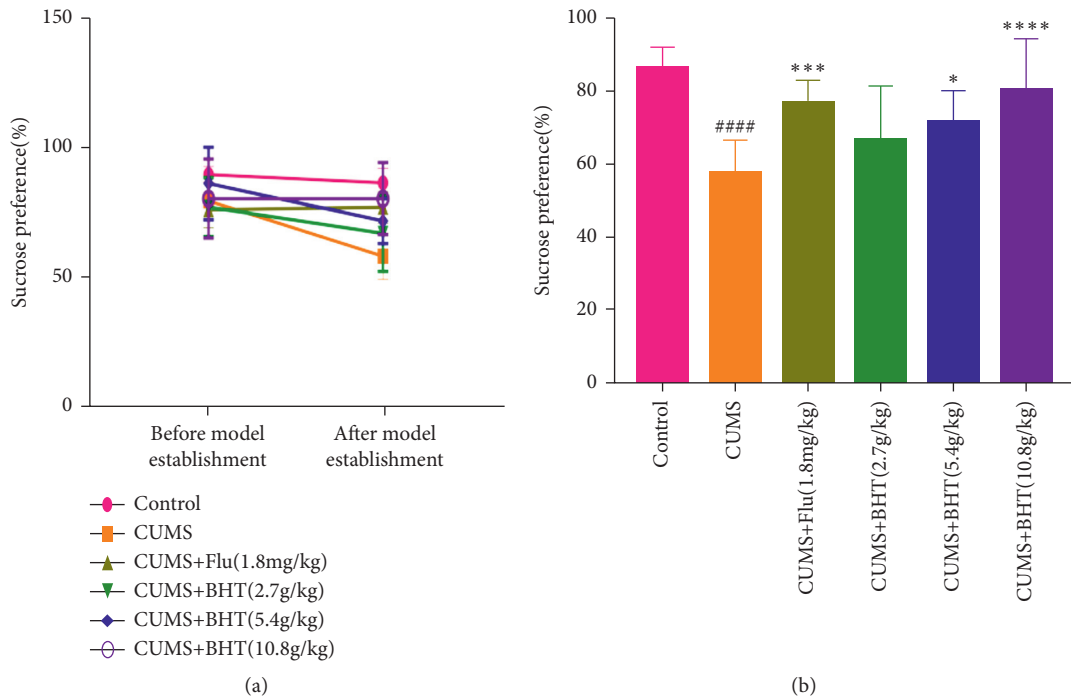 150
100
50
0
Sucrose preference(%)
Before model
establishment
After model
establishment
Control
CUMS
CUMS+Flu(1.8mg/kg)
CUMS+BHT(2.7g/kg)
CUMS+BHT(5.4g/kg)
CUMS+BHT(10.8g/kg)
(a)
100
80
60
40
20
0
Sucrose preference(%)
####
***
*
****
Control
CUMS
CUMS+Flu(1.8mg/kg)
CUMS+BHT(2.7g/kg)
CUMS+BHT(5.4g/kg)
CUMS+BHT(10.8g/kg)
(b)